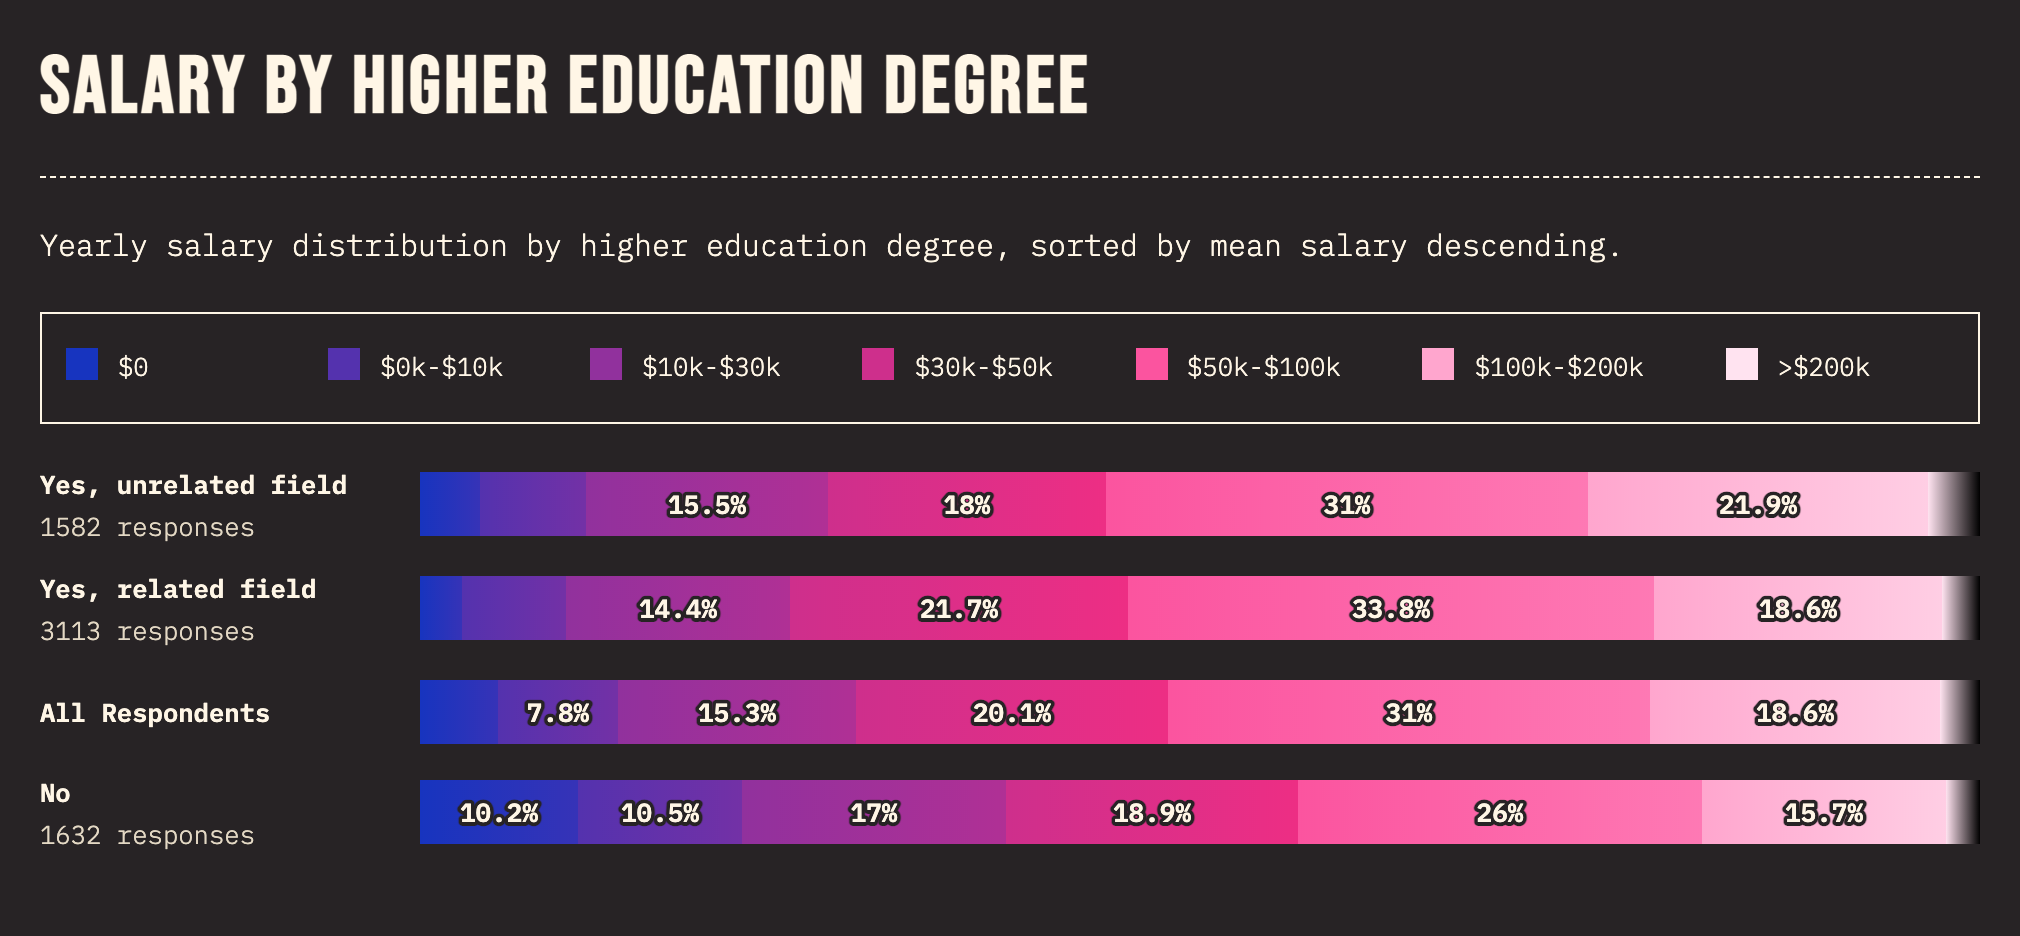 SALARY BY HIGHER EDUCATION DEGREE
Yearly salary distribution by higher education degree, sorted by mean salary descending.
$0 $0k-$10k $10k-$30k $30k-$50k $50k-$100k $100k-$200k >$200k
Yes, unrelated field
1582 responses
15.5% 18% 31% 21.9%
Yes, related field
3113 responses
14.4% 21.7% 33.8% 18.6%
All Respondents
7.8% 15.3% 20.1% 31% 18.6%
No
1632 responses
10.2% 10.5% 17% 18.9% 26% 15.7%